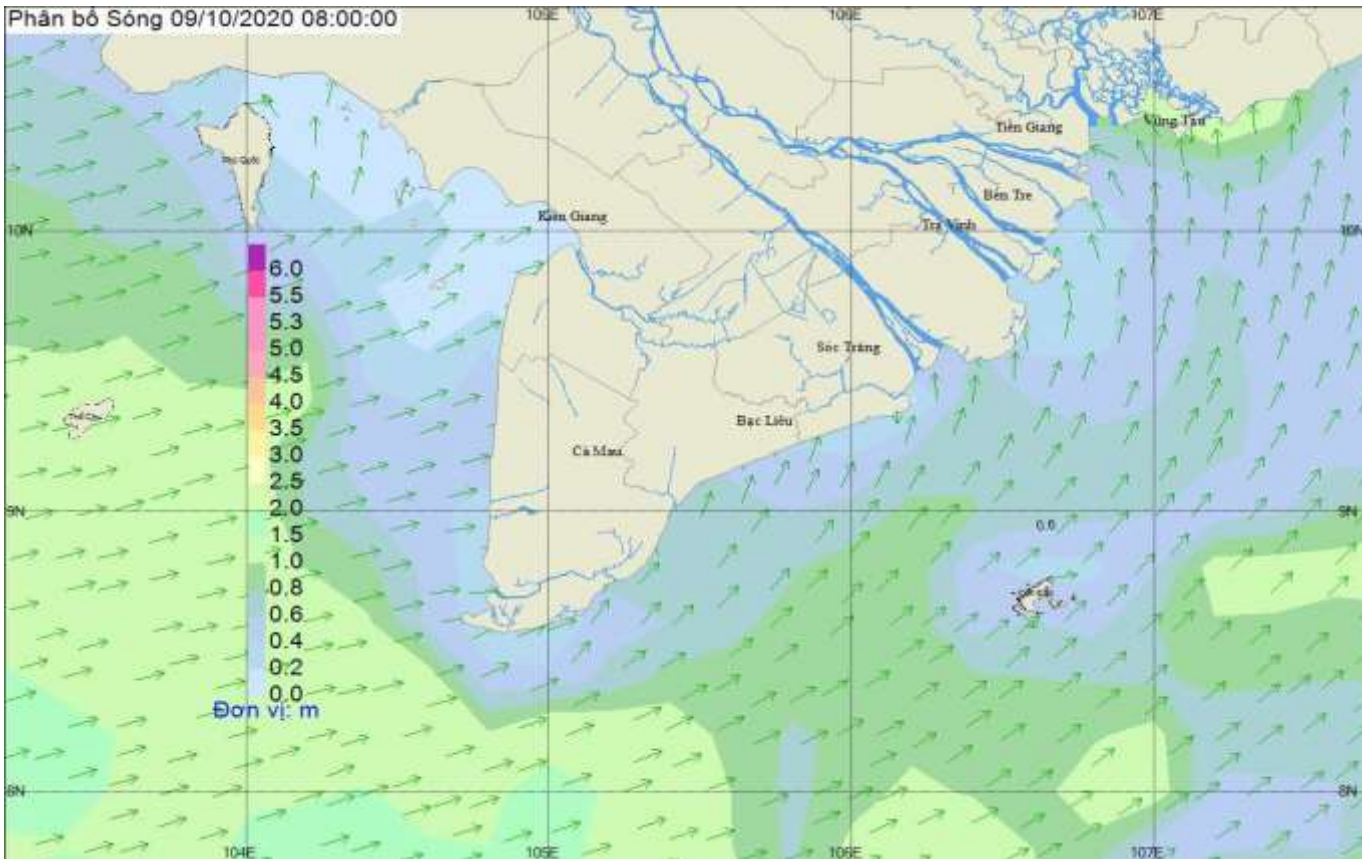 Phân bố Sóng 09/10/2020 08:00:00
105E
106E
107E
Vũng Tàu
Tiền Giang
Phú Quốc
Bến Tre
Trà Vinh
Kiên Giang
10N
10N
6.0
5.5
5.3
5.0
4.5
4.0
3.5
3.0
2.5
2.0
1.5
1.0
0.8
0.6
0.4
0.2
0.0
Đơn vị: m
Sóc Trăng
Bạc Liêu
Cà Mau
9N
9N
0.6
8N
8N
104E
105E
106E
107E